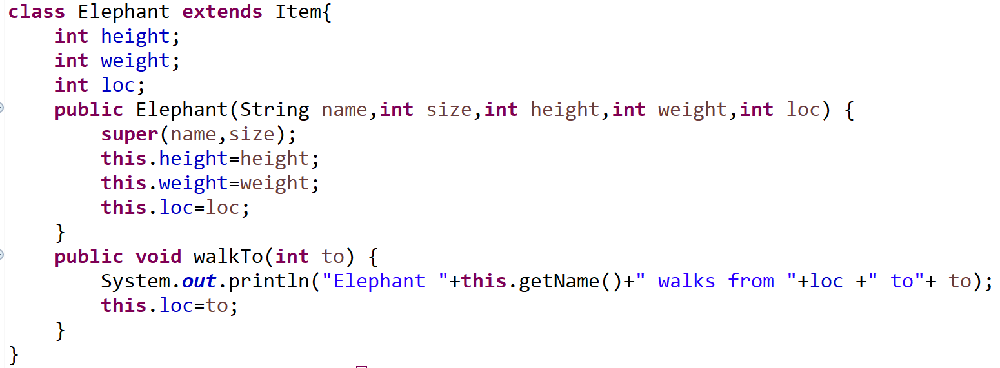 class Elephant extends Item{
    int height;
    int weight;
    int loc;
    public Elephant(String name,int size,int height,int weight,int loc) {
        super(name,size);
        this.height=height;
        this.weight=weight;
        this.loc=loc;
    }
    public void walkTo(int to) {
        System.out.println("Elephant "+this.getName()+" walks from "+loc +" to"+ to);
        this.loc=to;
    }
}